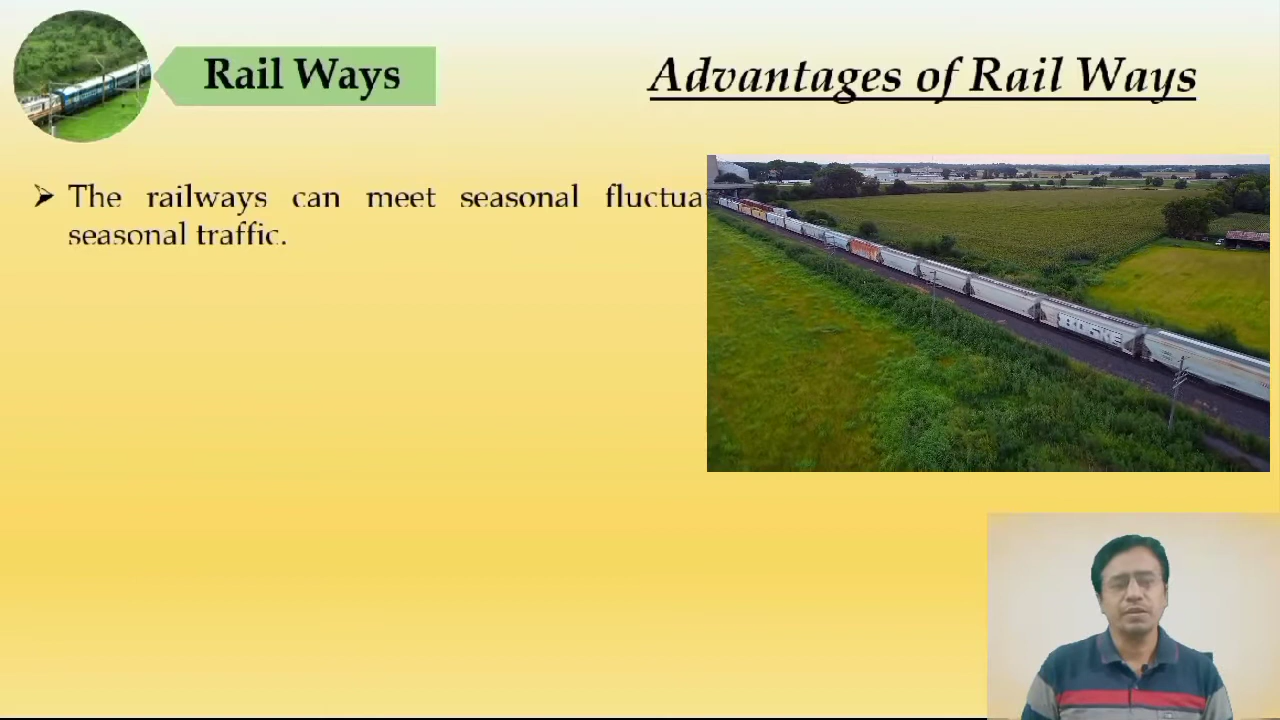 Rail Ways
Advantages of Rail Ways
The railways can meet seasonal fluctua
seasonal traffic.